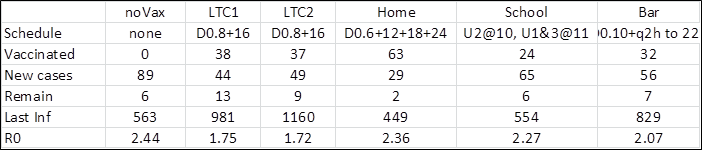 noVax LTC1 LTC2 Home School Bar
Schedule none D0.8+16 D0.8+16 D0.6+12+18+24 U2@10, U1&3@11 0.10+q2h to 22
Vaccinated 0 38 37 63 24 32
New cases 89 44 49 29 65 56
Remain 6 13 9 2 6 7
Last Inf 563 981 1160 449 554 829
R0 2.44 1.75 1.72 2.36 2.27 2.07